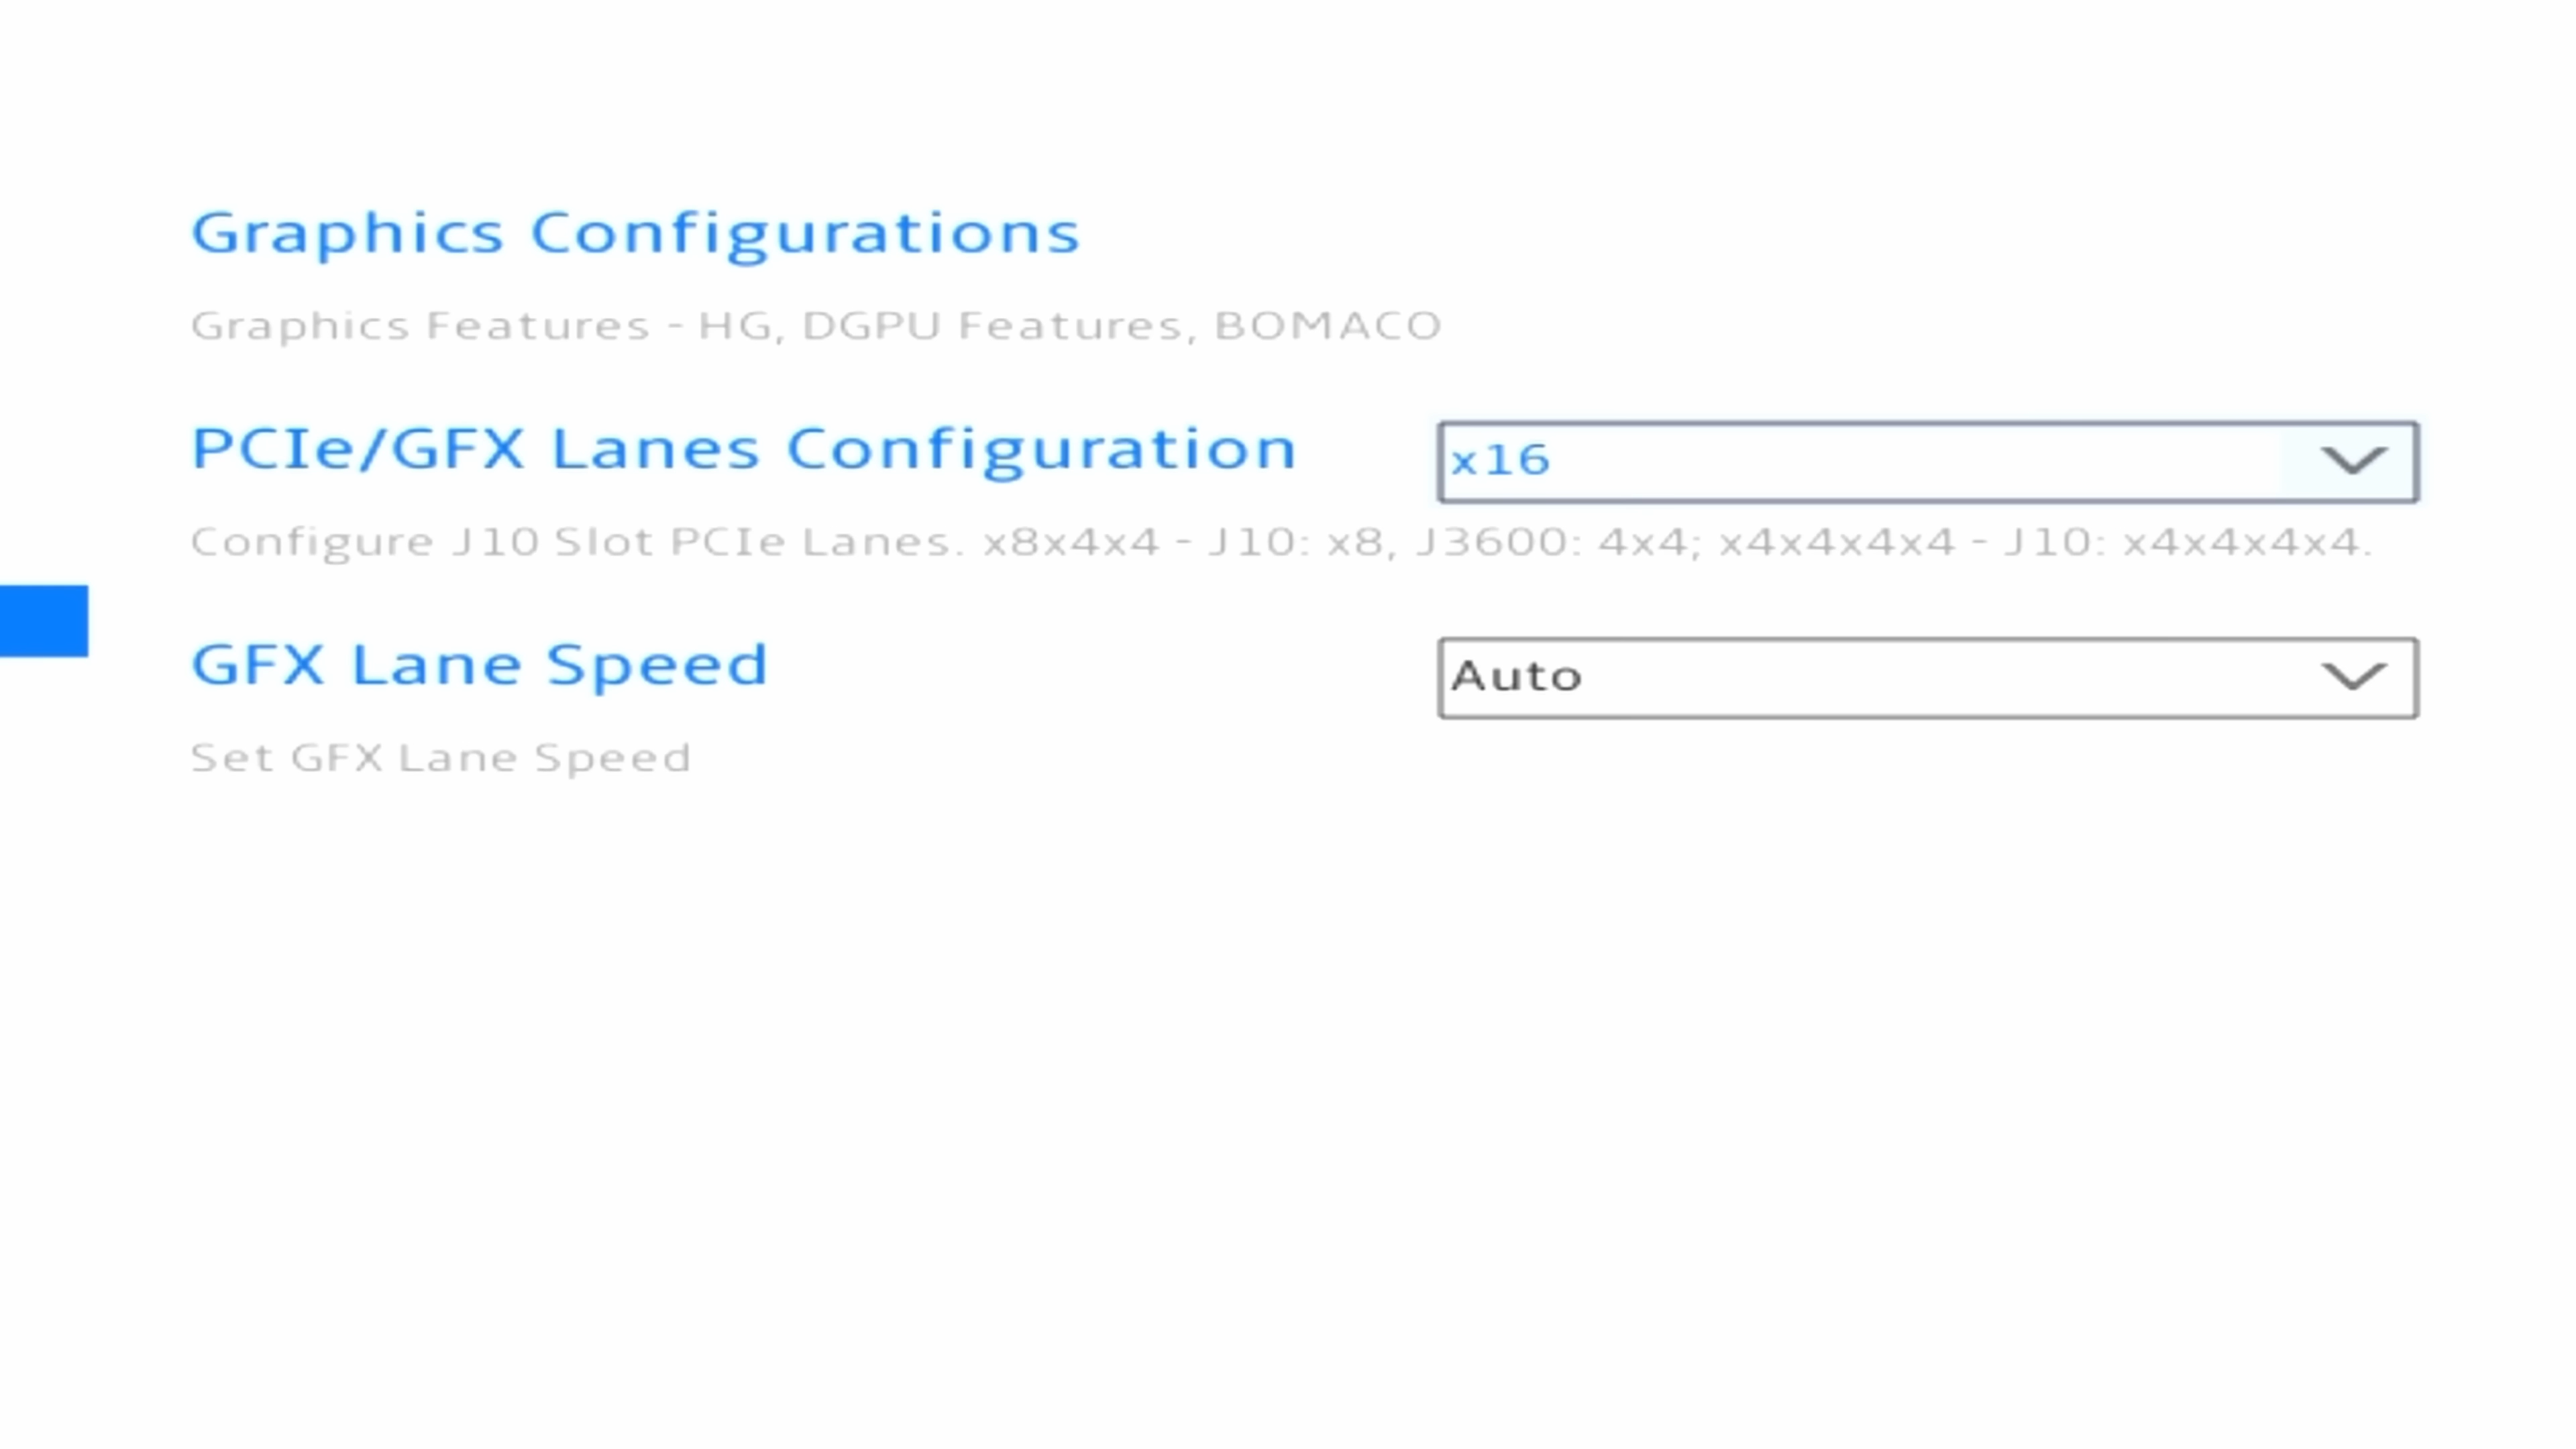 Graphics Configurations
Graphics Features - HG, DGPU Features, BOMACO
PCIe/GFX Lanes Configuration
x16
Configure J10 Slot PCIe Lanes. x8x4x4 - J10: x8, J3600: 4x4; x4x4x4x4 - J10: x4x4x4x4.
GFX Lane Speed
Auto
Set GFX Lane Speed